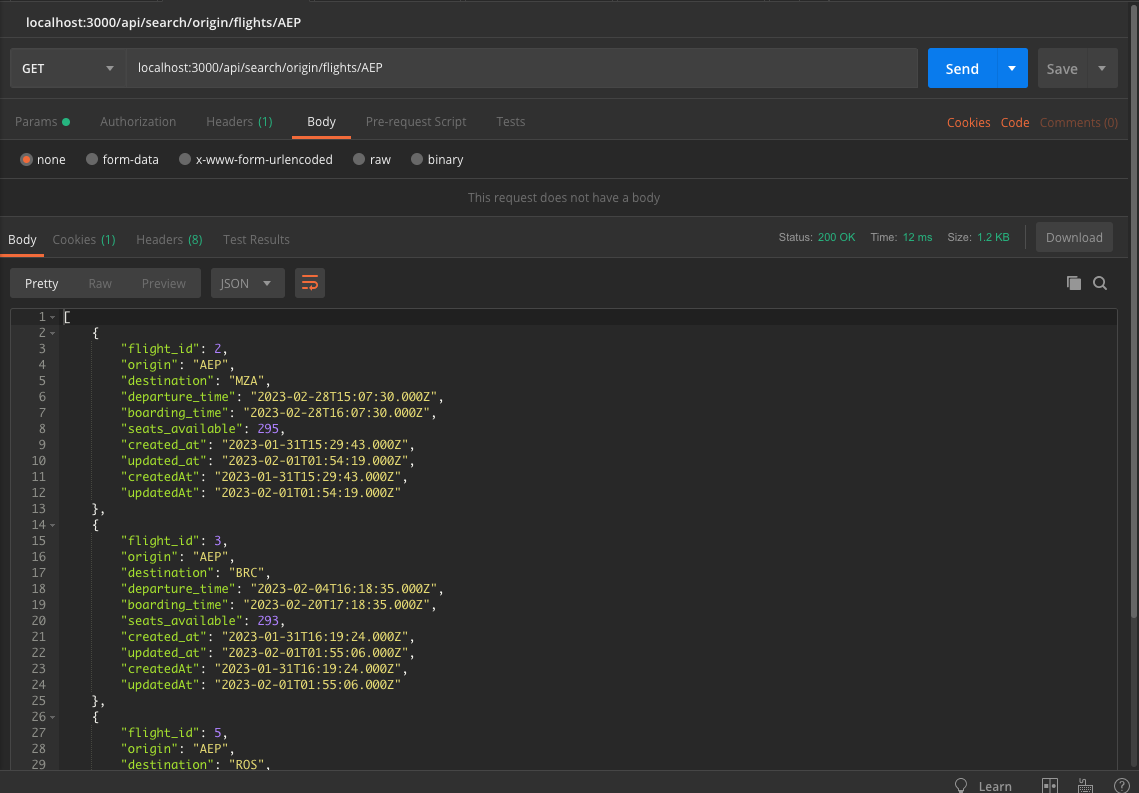 localhost:3000/api/search/origin/flights/AEP
GET localhost:3000/api/search/origin/flights/AEP Send Save
Params Authorization Headers (1) Body Pre-request Script Tests Cookies Code Comments (0)
none form-data x-www-form-urlencoded raw binary
This request does not have a body
Body Cookies (1) Headers (8) Test Results Status: 200 OK Time: 12 ms Size: 1.2 KB Download
Pretty Raw Preview JSON
1 [
2 {
3 "flight_id": 2,
4 "origin": "AEP",
5 "destination": "MZA",
6 "departure_time": "2023-02-28T15:07:30.000Z",
7 "boarding_time": "2023-02-28T16:07:30.000Z",
8 "seats_available": 295,
9 "created_at": "2023-01-31T15:29:43.000Z",
10 "updated_at": "2023-02-01T01:54:19.000Z",
11 "createdAt": "2023-01-31T15:29:43.000Z",
12 "updatedAt": "2023-02-01T01:54:19.000Z"
13 },
14 {
15 "flight_id": 3,
16 "origin": "AEP",
17 "destination": "BRC",
18 "departure_time": "2023-02-04T16:18:35.000Z",
19 "boarding_time": "2023-02-20T17:18:35.000Z",
20 "seats_available": 293,
21 "created_at": "2023-01-31T16:19:24.000Z",
22 "updated_at": "2023-02-01T01:55:06.000Z",
23 "createdAt": "2023-01-31T16:19:24.000Z",
24 "updatedAt": "2023-02-01T01:55:06.000Z"
25 },
26 {
27 "flight_id": 5,
28 "origin": "AEP",
29 "destination": "ROS",
Learn